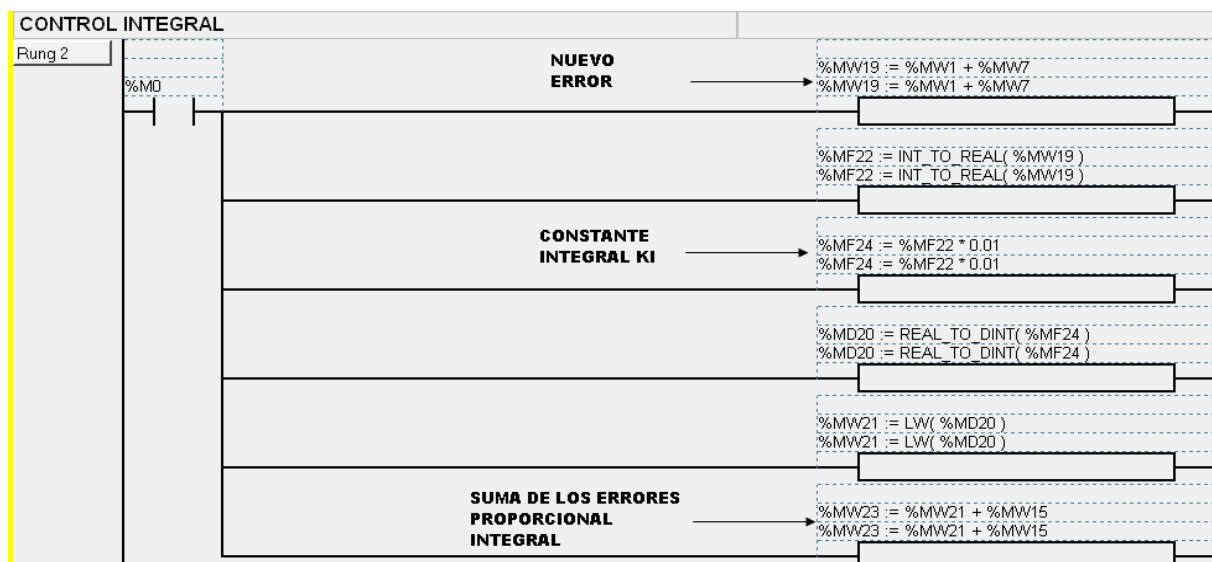 CONTROL INTEGRAL
Rung 2
NUEVO
ERROR
%M0
%MW19 := %MW1 + %MW7
%MW19 := %MW1 + %MW7
%MF22 := INT_TO_REAL( %MW19 )
%MF22 := INT_TO_REAL( %MW19 )
CONSTANTE
INTEGRAL KI
%MF24 := %MF22 * 0.01
%MF24 := %MF22 * 0.01
%MD20 := REAL_TO_DINT( %MF24 )
%MD20 := REAL_TO_DINT( %MF24 )
%MW21 := LW( %MD20 )
%MW21 := LW( %MD20 )
SUMA DE LOS ERRORES
PROPORCIONAL
INTEGRAL
%MW23 := %MW21 + %MW15
%MW23 := %MW21 + %MW15